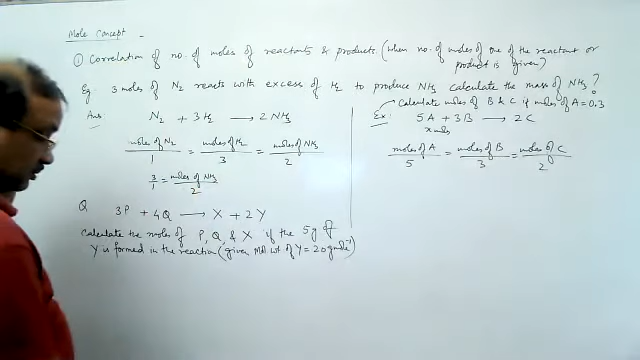 Mole Concept -
① Correlation of no. of moles of reactants & products. (when no. of moles of one of the reactant or
product is given)
Eg: 3 moles of N₂ reacts with excess of H₂ to produce NH₃ calculate the mass of NH₃?
Ans N₂ + 3H₂ ⟶ 2NH₃
moles of N₂/1 = moles of H₂/3 = moles of NH₃/2
3/1 = moles of NH₃/2
Q 3P + 4Q ⟶ X + 2Y
Calculate the moles of P, Q, & X if the 5g of
Y is formed in the reaction (given Mol wt of Y = 20 gmole⁻¹)
Calculate moles of B & C if moles of A = 0.3
Ex: 5A + 3B ⟶ 2C
x moles
moles of A/5 = moles of B/3 = moles of C/2